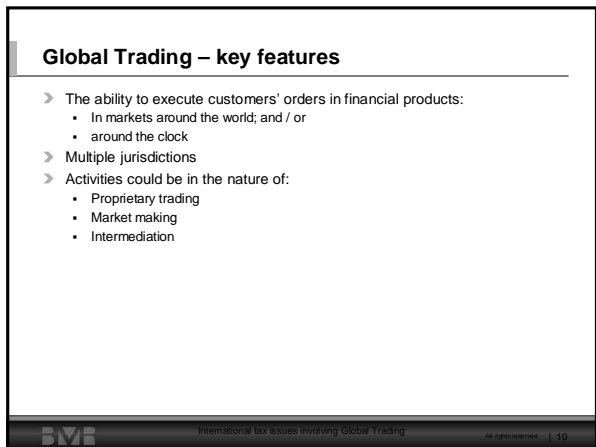 Global Trading – key features
The ability to execute customers’ orders in financial products:
In markets around the world; and / or
around the clock
Multiple jurisdictions
Activities could be in the nature of:
Proprietary trading
Market making
Intermediation
BMR
International tax issues involving Global Trading
All rights reserved | 10